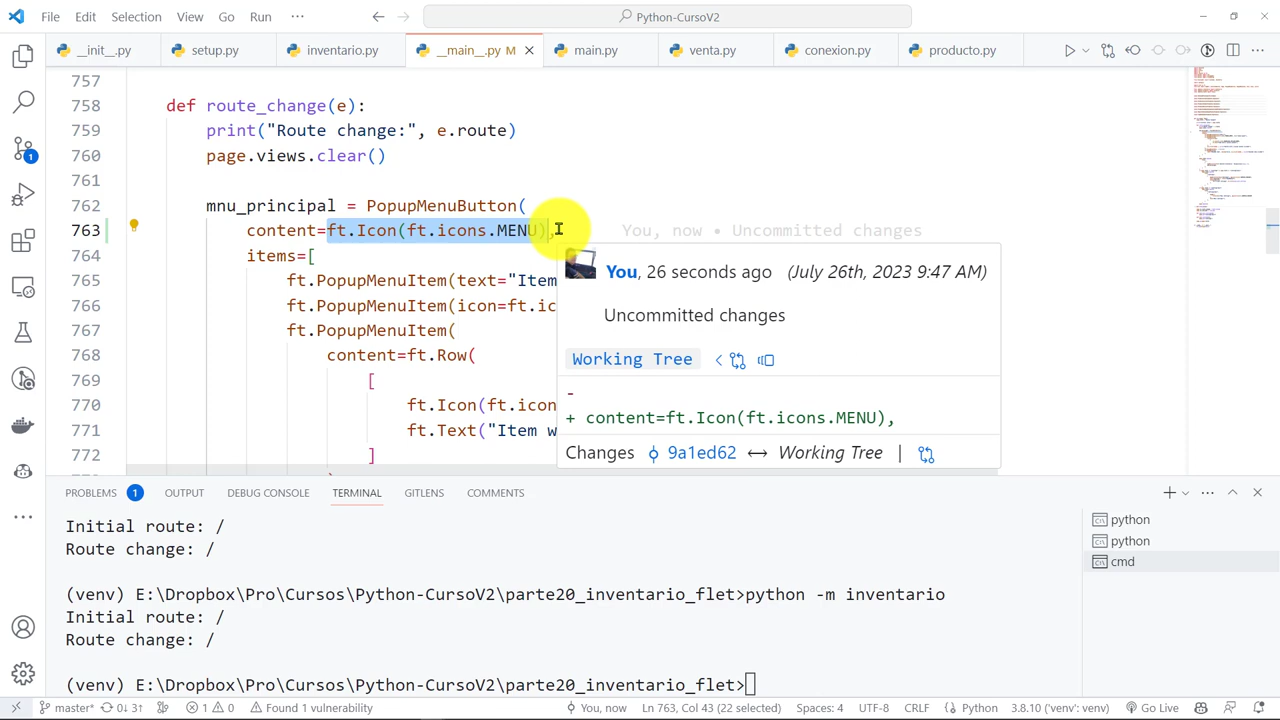 File Edit Selection View Go Run ··· Python-CursoV2
__init__.py setup.py inventario.py __main__.py M main.py venta.py conexion.py producto.py
757
758 def route_change(e):
759 print("Route change:", e.route)
760
761
762 mnu_principal =
763 content=ft.Icon(ft.icons.MENU), • Uncommitted changes
764 items=[
765 ft.PopupMenuItem(text="Item
766 ft.PopupMenuItem(icon=ft.ic
767 ft.PopupMenuItem(
768 content=ft.Row(
769 [
770 ft.Icon(ft.icon
771 ft.Text("Item w
772 ]
You, 26 seconds ago (July 26th, 2023 9:47 AM)
Uncommitted changes
Working Tree
-
+ content=ft.Icon(ft.icons.MENU),
Changes 9a1ed62 ↔ Working Tree |
PROBLEMS 1 OUTPUT DEBUG CONSOLE TERMINAL GITLENS COMMENTS
Initial route: /
Route change: /
(venv) E:\Dropbox\Pro\Cursos\Python-CursoV2\parte20_inventario_flet>python -m inventario
Initial route: /
Route change: /
(venv) E:\Dropbox\Pro\Cursos\Python-CursoV2\parte20_inventario_flet>
python
python
cmd
1
master* 0↓ 3↑ 1 0 Found 1 vulnerability You, now Ln 763, Col 43 (22 selected) Spaces: 4 UTF-8 CRLF Python 3.8.10 ('venv': venv) Go Live